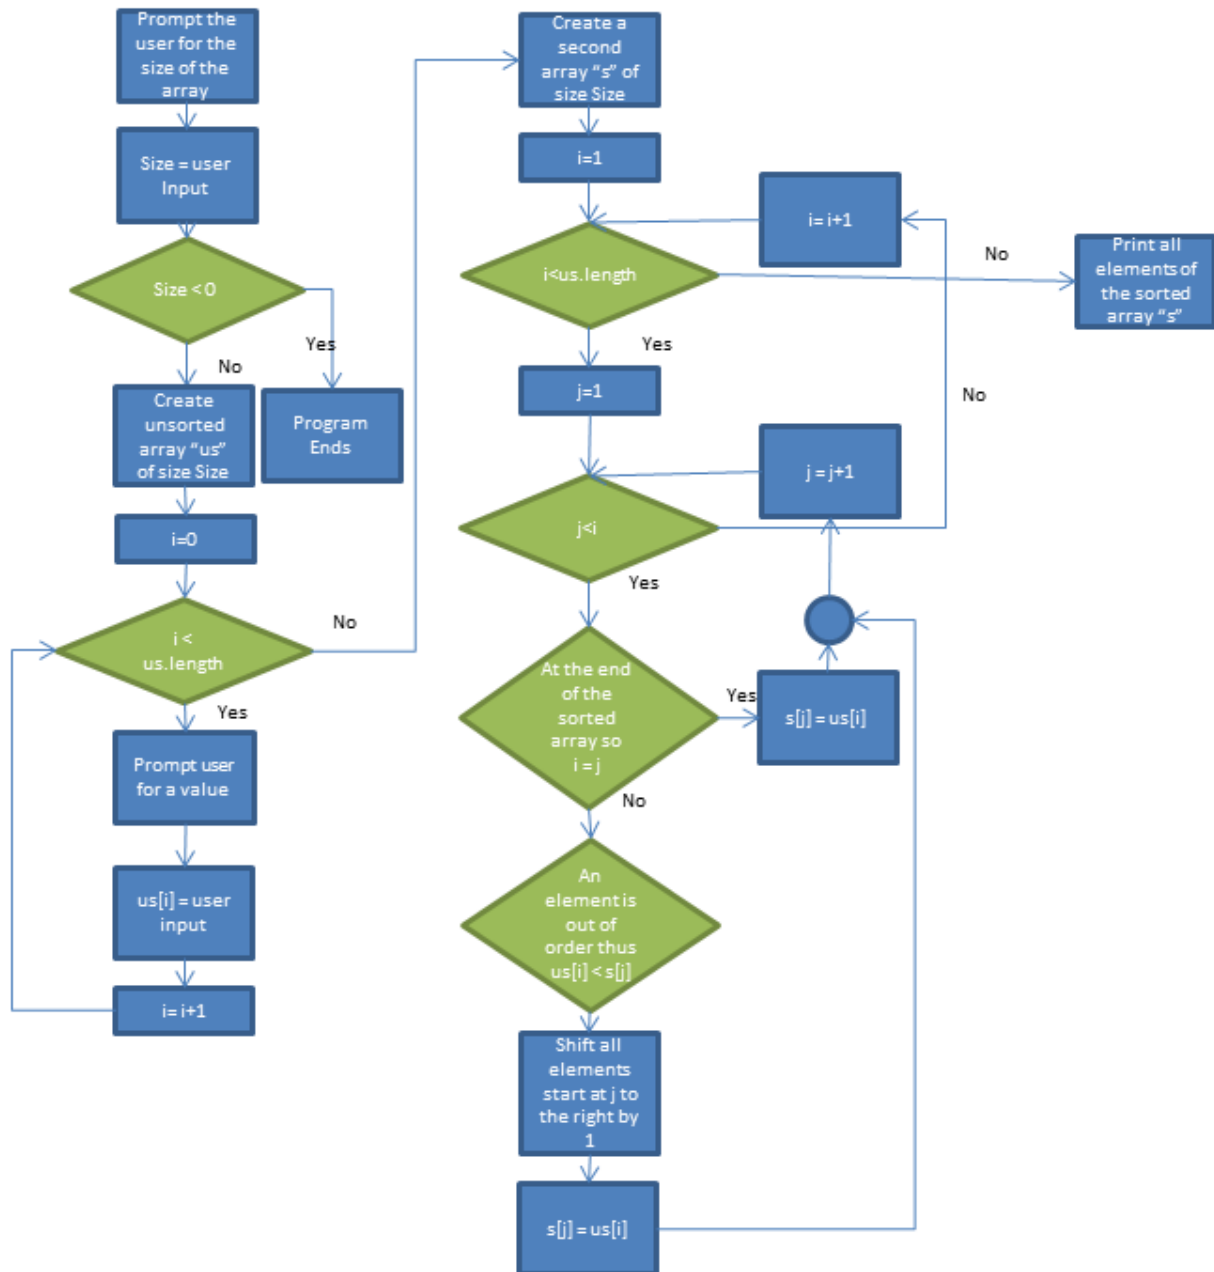 Prompt the
user for the
size of the
array
Size = user
Input
Size < 0
Yes
No
Create
unsorted
array “us”
of size Size
Program
Ends
i=0
i <
us.length
No
Yes
Prompt user
for a value
us[i] = user
input
i= i+1
Create a
second
array “s” of
size Size
i=1
i= i+1
i<us.length
No
Print all
elements of
the sorted
array “s”
Yes
j=1
No
j = j+1
j<i
Yes
At the end
of the
sorted
array so
i = j
Yes
s[j] = us[i]
No
An
element is
out of
order thus
us[i] < s[j]
Shift all
elements
start at j to
the right by
1
s[j] = us[i]